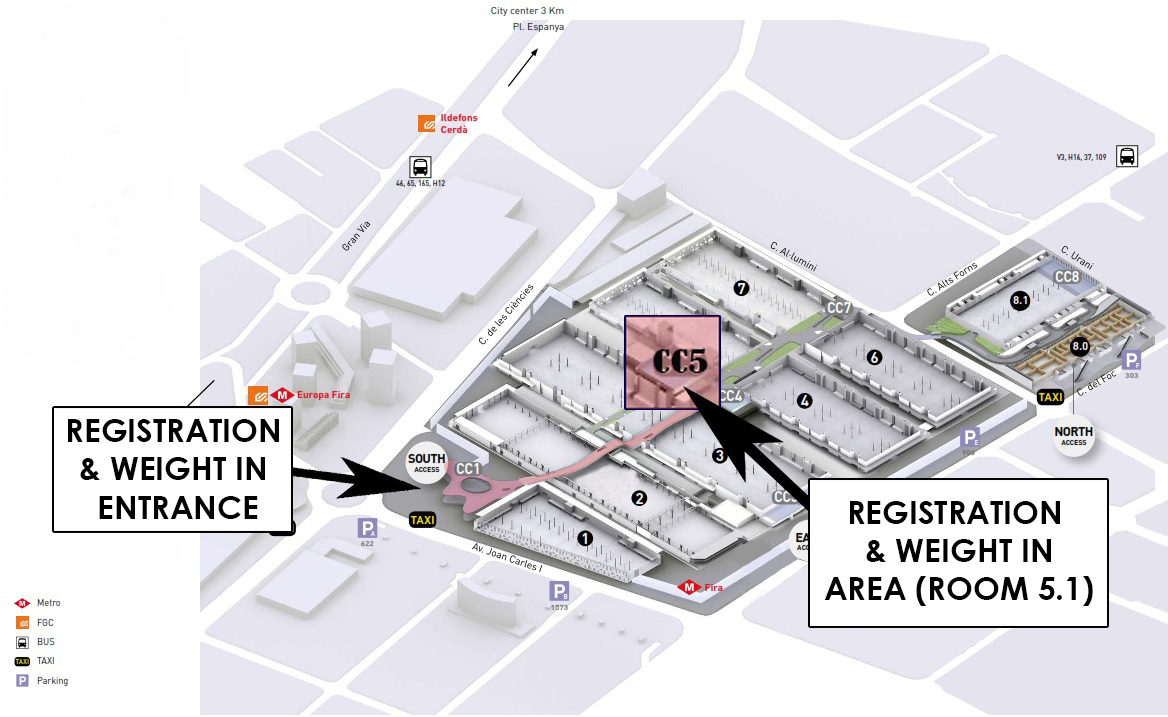 City center 3 Km
Pl. Espanya
Ildefons
Cerdà
46, 65, 165, H12
V3, H16, 37, 109
Gran Via
C. Al·lumini
C. Urani
C. Alts Forns
C. de les Ciències
CC8
8.1
7
CC7
8.0
6
CC5
P
303
C. del Foc
M Europa Fira
CC4
4
TAXI
REGISTRATION
& WEIGHT IN
ENTRANCE
NORTH
ACCESS
3
SOUTH
ACCESS
CC1
2
TAXI
P
622
1
REGISTRATION
& WEIGHT IN
AREA (ROOM 5.1)
Av. Joan Carles I
M Fira
PB
M Metro
FGC
BUS
TAXI TAXI
P Parking